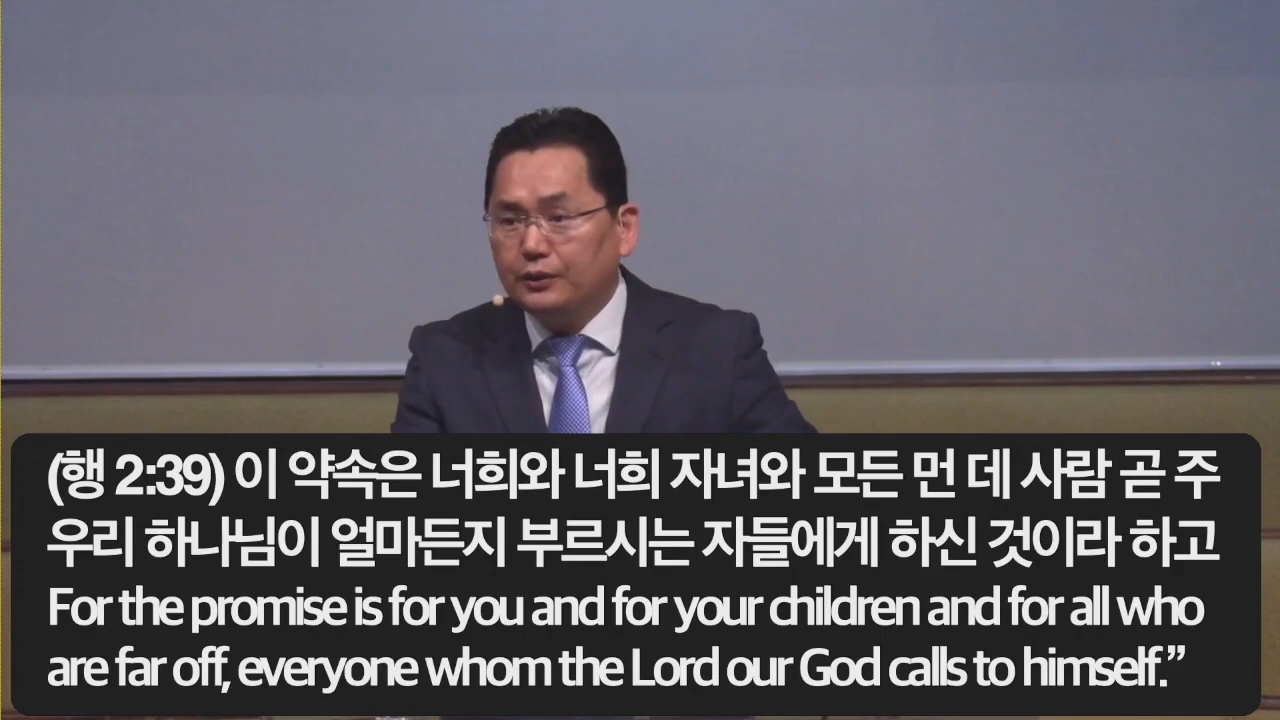 (행 2:39) 이 약속은 너희와 너희 자녀와 모든 먼 데 사람 곧 주
우리 하나님이 얼마든지 부르시는 자들에게 하신 것이라 하고
For the promise is for you and for your children and for all who
are far off, everyone whom the Lord our God calls to himself.”